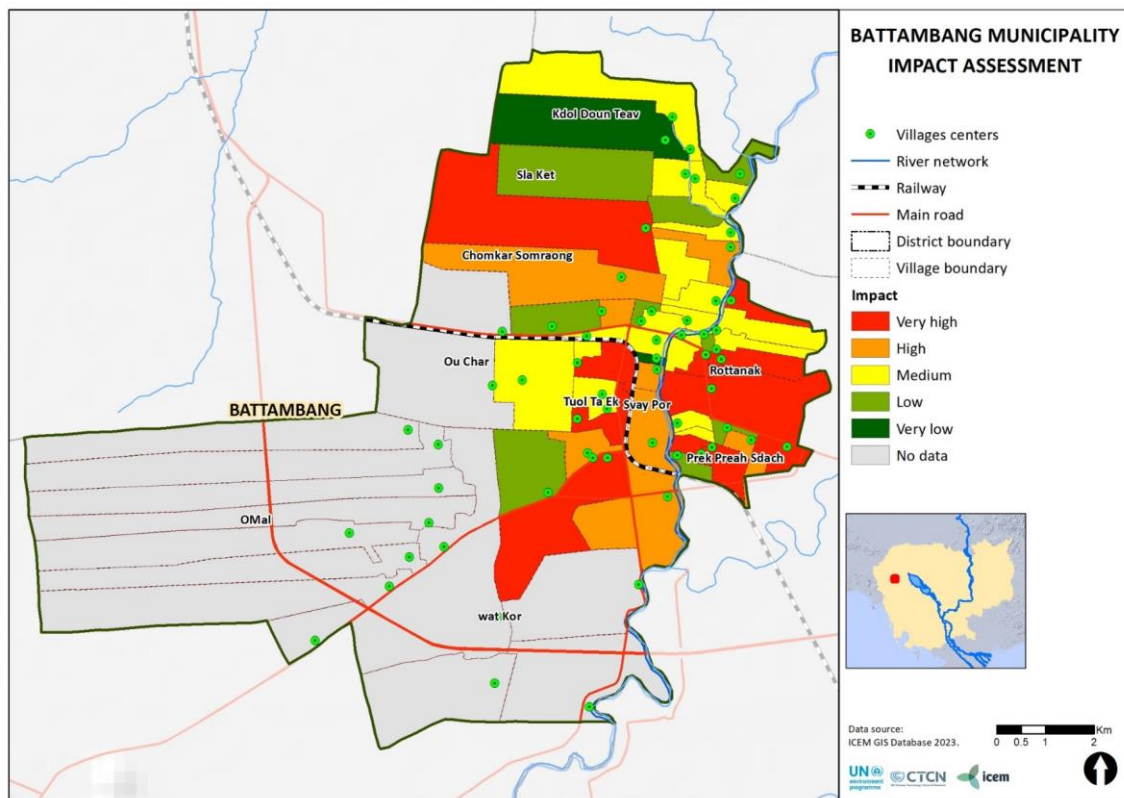 BATTAMBANG MUNICIPALITY
IMPACT ASSESSMENT
Villages centers
River network
Railway
Main road
District boundary
Village boundary
Impact
Very high
High
Medium
Low
Very low
No data
Kdol Doun Teav
Sla Ket
Chomkar Somraong
Ou Char
Rottanak
Tuol Ta Ek
Svay Por
BATTAMBANG
Prek Preah Sdach
OMal
wat Kor
Data source:
ICEM GIS Database 2023.
Km
0 0.5 1 2
UN
environment
programme
CTCN
icem